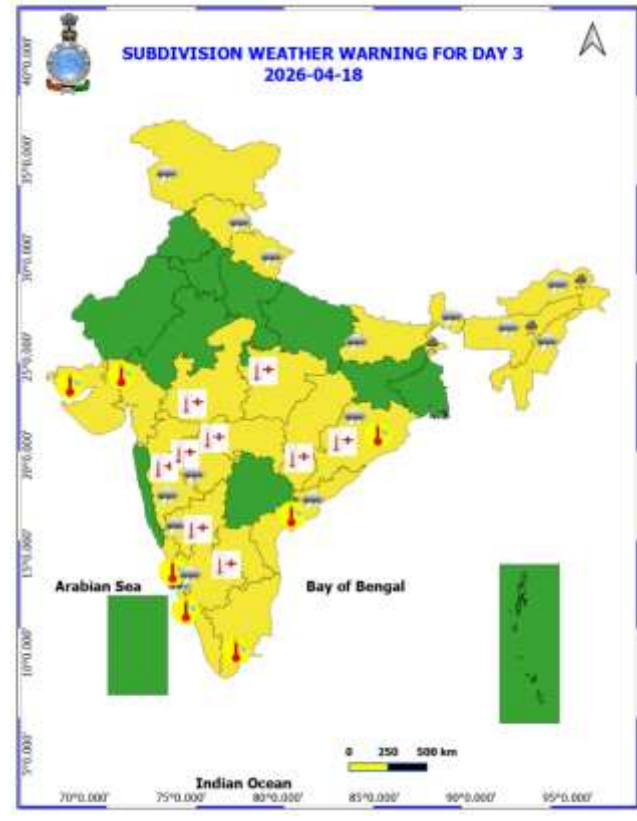 SUBDIVISION WEATHER WARNING FOR DAY 3
2026-04-18
40°0.000'
35°0.000'
30°0.000'
25°0.000'
20°0.000'
15°0.000'
10°0.000'
5°0.000'
Arabian Sea
Bay of Bengal
0 250 500 km
Indian Ocean
70°0.000' 75°0.000' 80°0.000' 85°0.000' 90°0.000' 95°0.000'